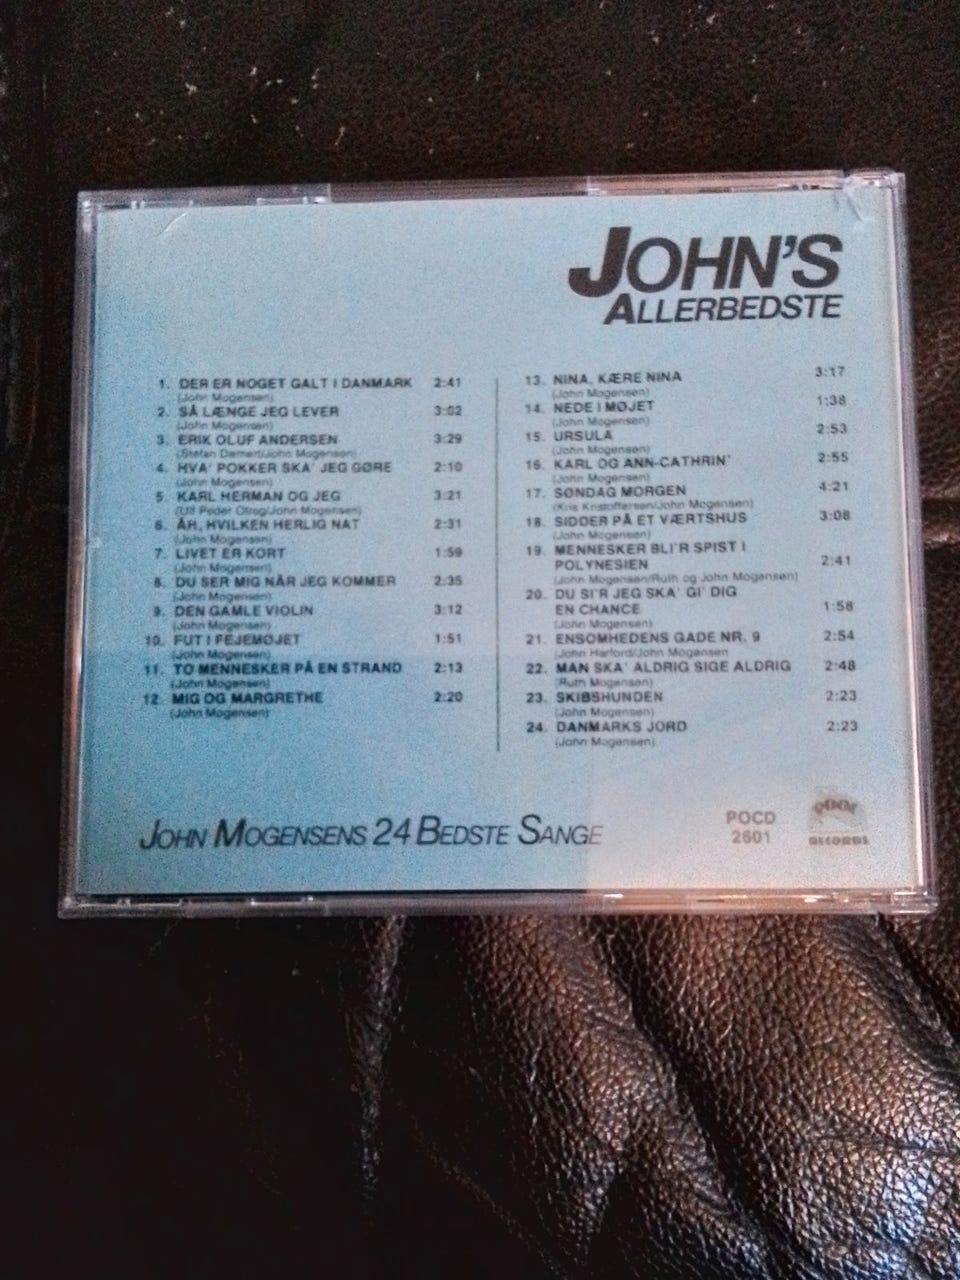 JOHN'S
ALLERBEDSTE
1. DER ER NOGET GALT I DANMARK 2:41
(John Mogensen)
2. SÅ LÆNGE JEG LEVER 3:02
(John Mogensen)
3. ERIK OLUF ANDERSEN 3:29
(Stefan Demert/John Mogensen)
4. HVA' POKKER SKA' JEG GØRE 2:10
(John Mogensen)
5. KARL HERMAN OG JEG 3:21
(Ulf Peder Olrog/John Mogensen)
6. ÅH, HVILKEN HERLIG NAT 2:31
(John Mogensen)
7. LIVET ER KORT 1:59
(John Mogensen)
8. DU SER MIG NÅR JEG KOMMER 2:35
(John Mogensen)
9. DEN GAMLE VIOLIN 3:12
(John Mogensen)
10. FUT I FEJEMØJET 1:51
(John Mogensen)
11. TO MENNESKER PÅ EN STRAND 2:13
(John Mogensen)
12. MIG OG MARGRETHE 2:20
(John Mogensen)
13. NINA, KÆRE NINA 3:17
(John Mogensen)
14. NEDE I MØJET 1:38
(John Mogensen)
15. URSULA 2:53
(John Mogensen)
16. KARL OG ANN-CATHRIN' 2:55
(John Mogensen)
17. SØNDAG MORGEN 4:21
(Kris Kristoffersen/John Mogensen)
18. SIDDER PÅ ET VÆRTSHUS 3:08
(John Mogensen)
19. MENNESKER BLI'R SPIST I
POLYNESIEN 2:41
(John Mogensen/Ruth og John Mogensen)
20. DU SI'R JEG SKA' GI' DIG
EN CHANCE 1:58
(John Mogensen)
21. ENSOMHEDENS GADE NR. 9 2:54
(John Harford/John Mogensen
22. MAN SKA' ALDRIG SIGE ALDRIG 2:48
(Ruth Mogensen)
23. SKIBSHUNDEN 2:23
(John Mogensen)
24. DANMARKS JORD 2:23
(John Mogensen)
JOHN MOGENSENS 24 BEDSTE SANGE
POCD
2601
POOL
RECORDS